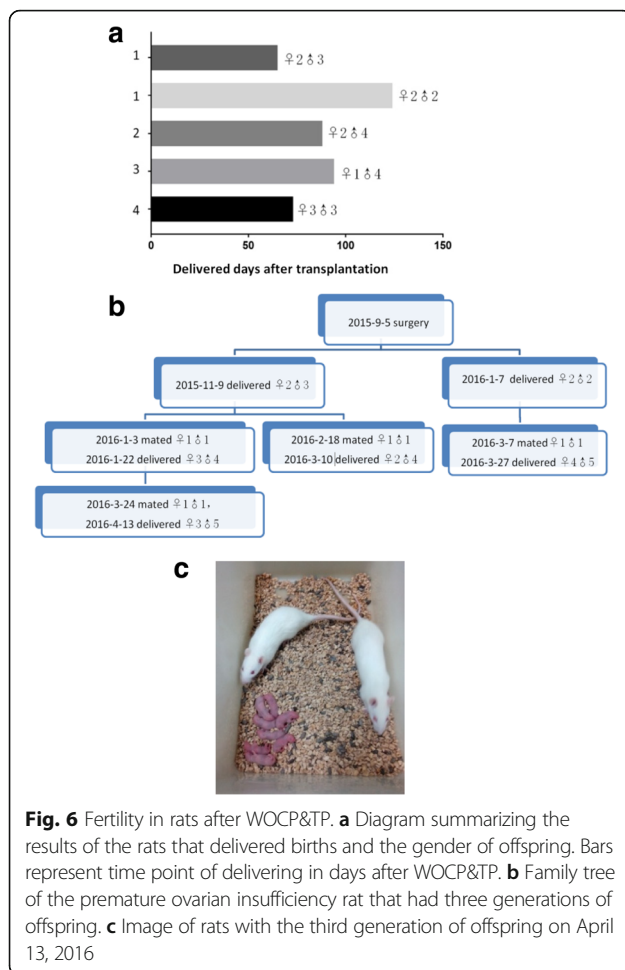 a
1
♀2♂3
1
♀2♂2
2
♀2♂4
3
♀1♂4
4
♀3♂3
0 50 100 150
Delivered days after transplantation
b
2015-9-5 surgery
2015-11-9 delivered ♀2♂3
2016-1-7 delivered ♀2♂2
2016-1-3 mated ♀1♂1
2016-1-22 delivered ♀3♂4
2016-2-18 mated ♀1♂1
2016-3-10 delivered ♀2♂4
2016-3-7 mated ♀1♂1
2016-3-27 delivered ♀4♂5
2016-3-24 mated ♀1♂1,
2016-4-13 delivered ♀3♂5
c
Fig. 6 Fertility in rats after WOCP&TP. a Diagram summarizing the
results of the rats that delivered births and the gender of offspring. Bars
represent time point of delivering in days after WOCP&TP. b Family tree
of the premature ovarian insufficiency rat that had three generations of
offspring. c Image of rats with the third generation of offspring on April
13, 2016